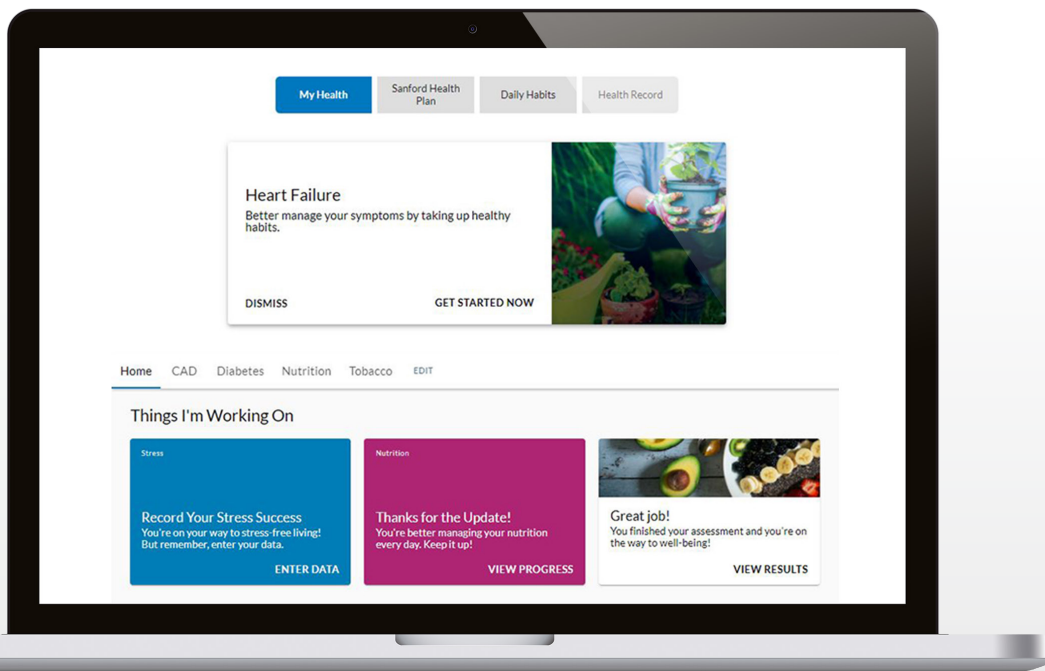 My Health
Sanford Health
Plan
Daily Habits
Health Record
Heart Failure
Better manage your symptoms by taking up healthy
habits.
DISMISS
GET STARTED NOW
Home
CAD
Diabetes
Nutrition
Tobacco
EDIT
Things I'm Working On
Stress
Record Your Stress Success
You're on your way to stress-free living!
But remember, enter your data.
ENTER DATA
Nutrition
Thanks for the Update!
You're better managing your nutrition
every day. Keep it up!
VIEW PROGRESS
Great job!
You finished your assessment and you're on
the way to well-being!
VIEW RESULTS